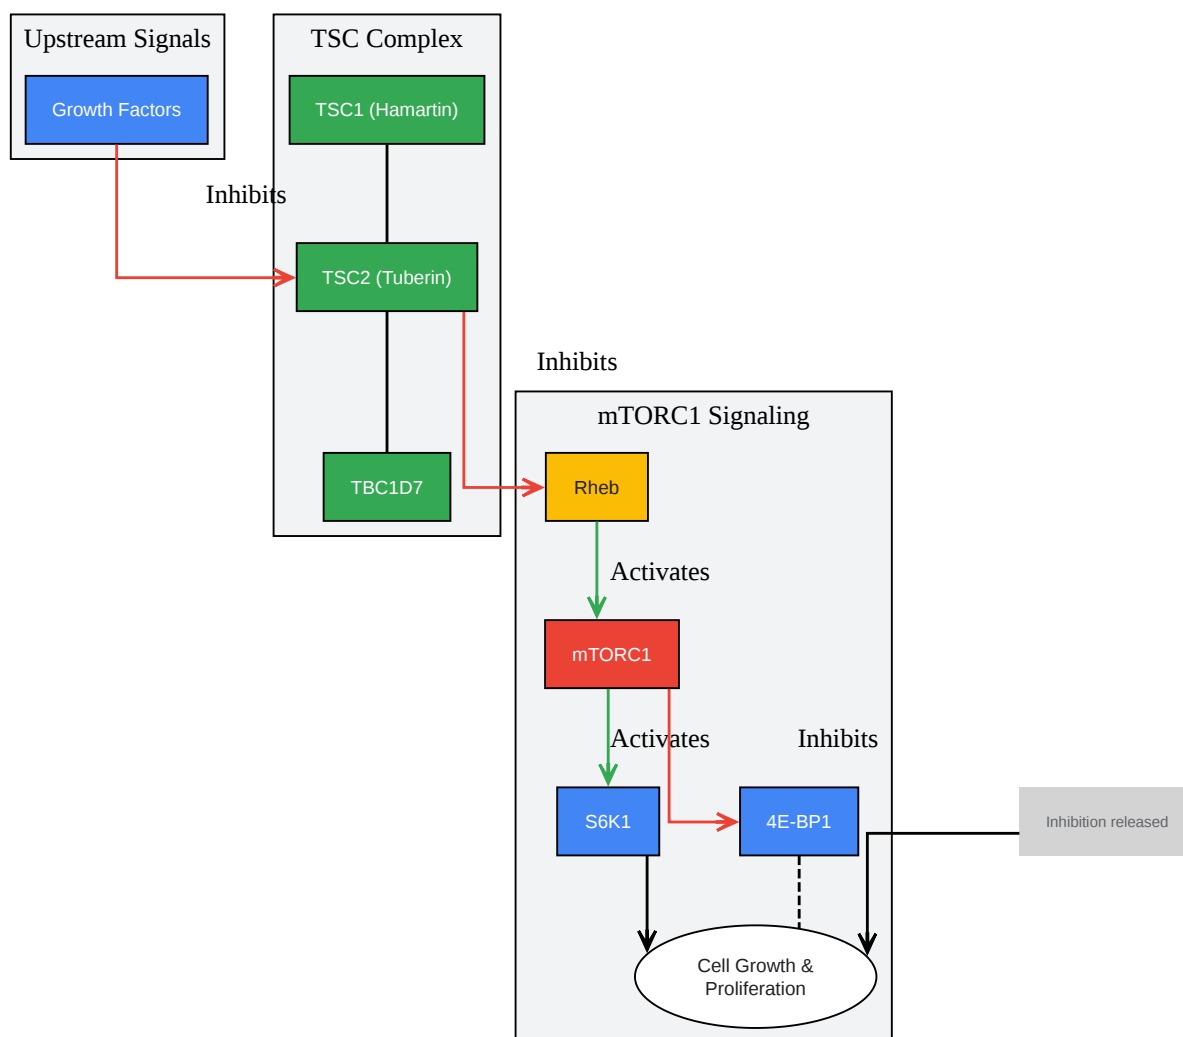 Upstream Signals
TSC Complex
Growth Factors
TSC1 (Hamartin)
Inhibits
TSC2 (Tuberin)
Inhibits
mTORC1 Signaling
TBC1D7
Rheb
Activates
mTORC1
Activates
Inhibits
S6K1
4E-BP1
Inhibition released
Cell Growth &
Proliferation